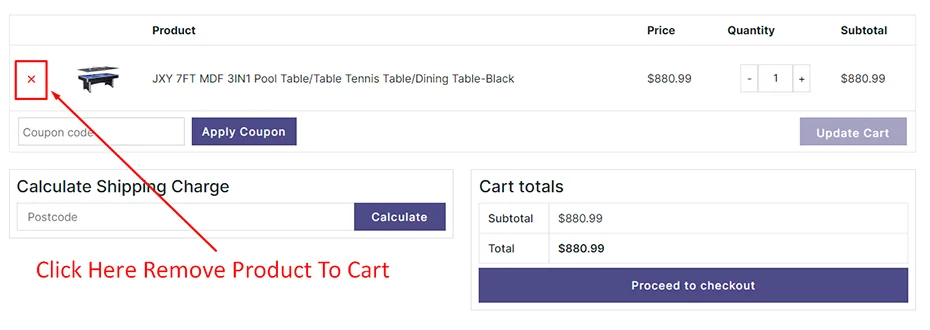 Product Price Quantity Subtotal
× JXY 7FT MDF 3IN1 Pool Table/Table Tennis Table/Dining Table-Black $880.99 - 1 + $880.99
Coupon code Apply Coupon Update Cart
Calculate Shipping Charge
Postcode Calculate
Click Here Remove Product To Cart
Cart totals
Subtotal $880.99
Total $880.99
Proceed to checkout